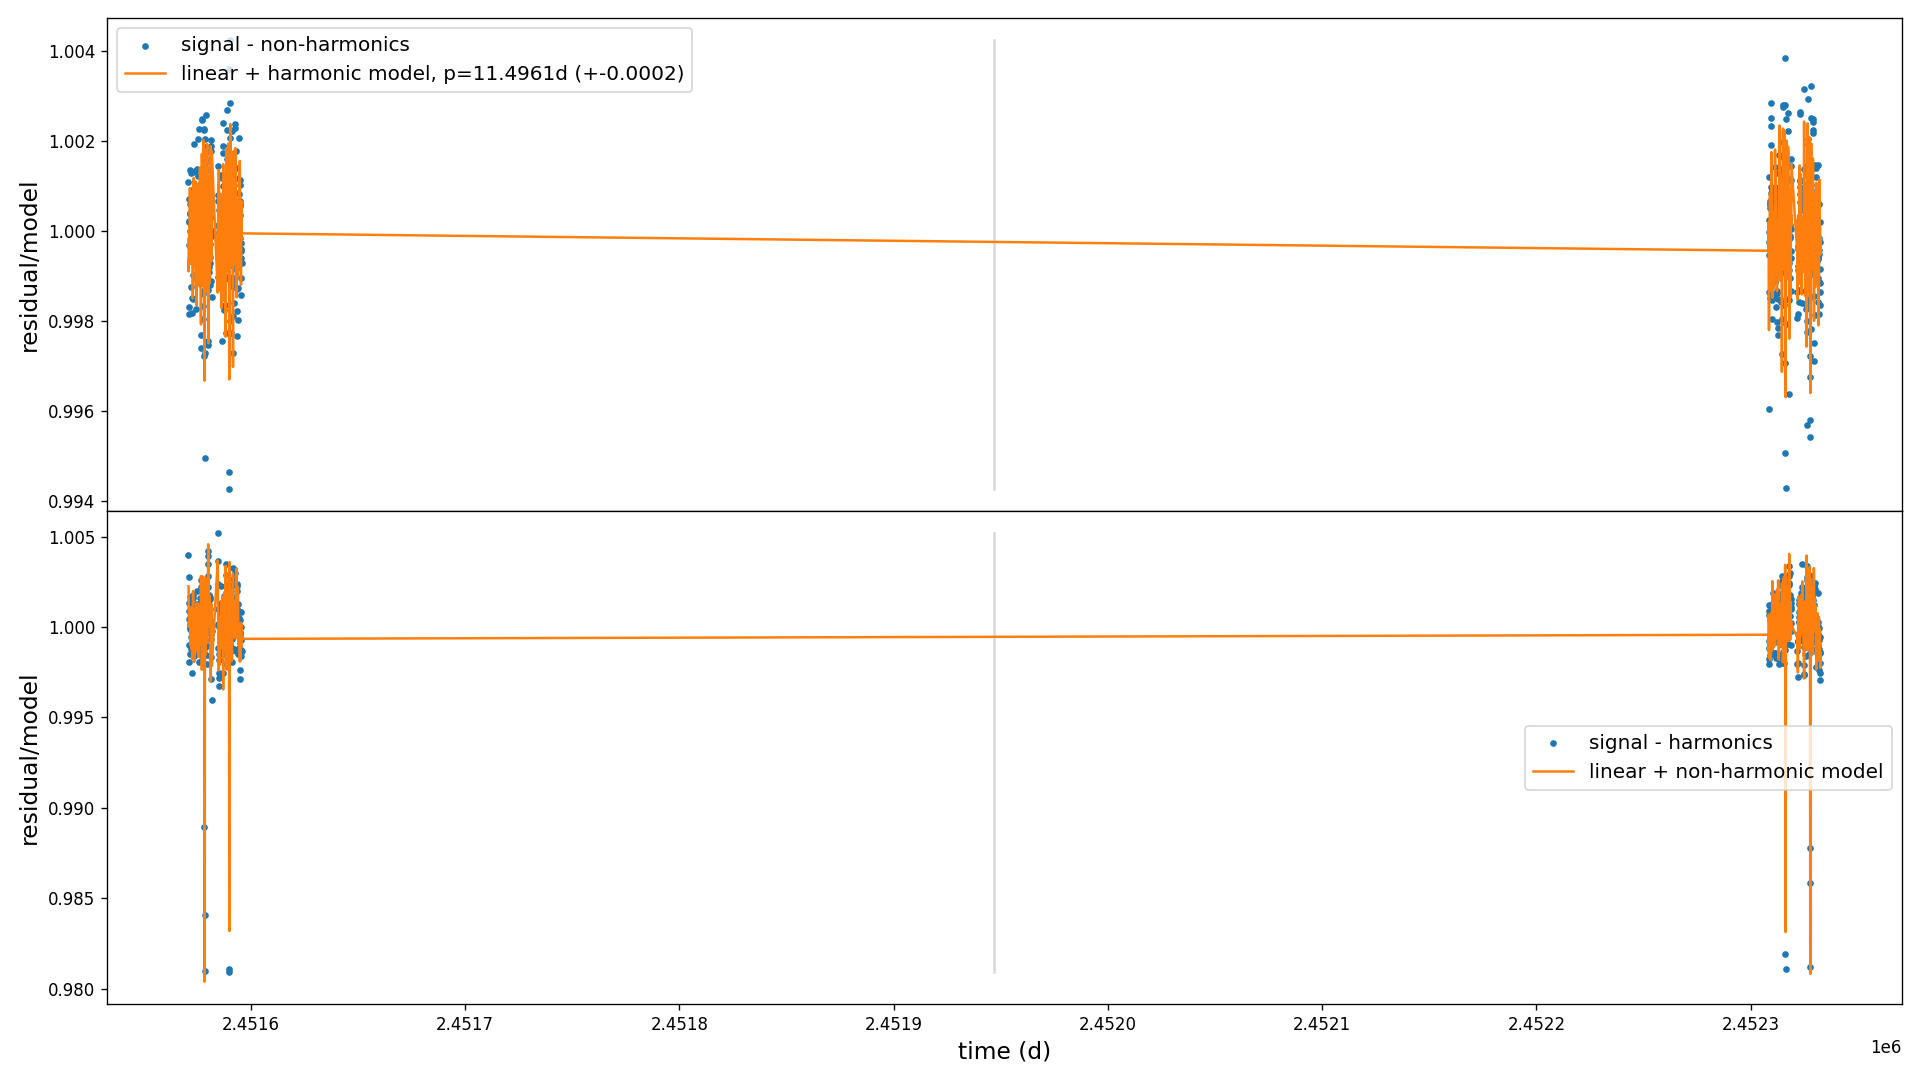 signal - non-harmonics
linear + harmonic model, p=11.4961d (+-0.0002)
1.004
1.002
1.000
0.998
0.996
0.994
residual/model
1.005
1.000
0.995
0.990
0.985
0.980
residual/model
signal - harmonics
linear + non-harmonic model
2.4516 2.4517 2.4518 2.4519 2.4520 2.4521 2.4522 2.4523
1e6
time (d)